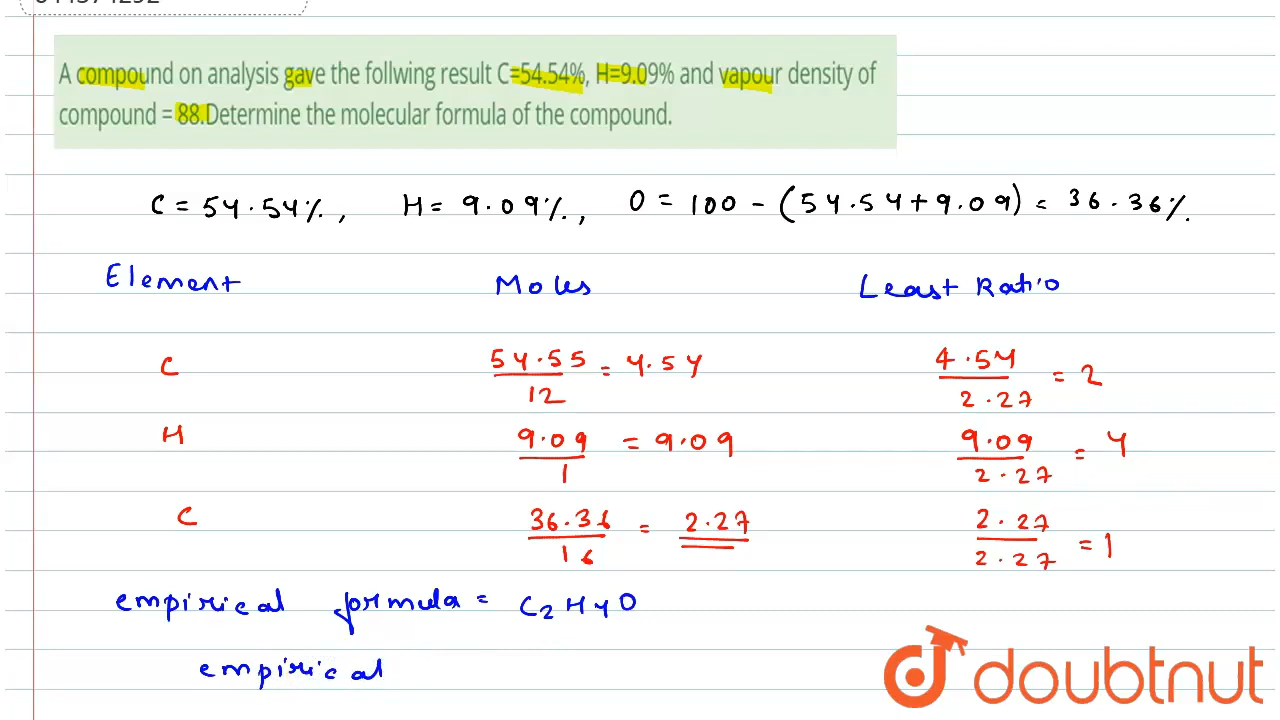 A compound on analysis gave the follwing result C=54.54%, H=9.09% and vapour density of
compound = 88.Determine the molecular formula of the compound.
C = 54.54%, H = 9.09%, O = 100 - (54.54+9.09) = 36.36%
Element Moles Least Ratio
C 54.55/12 = 4.54 4.54/2.27 = 2
H 9.09/1 = 9.09 9.09/2.27 = 4
C 36.36/16 = 2.27 2.27/2.27 = 1
empirical formula = C2H4O
empirical
doubtnut